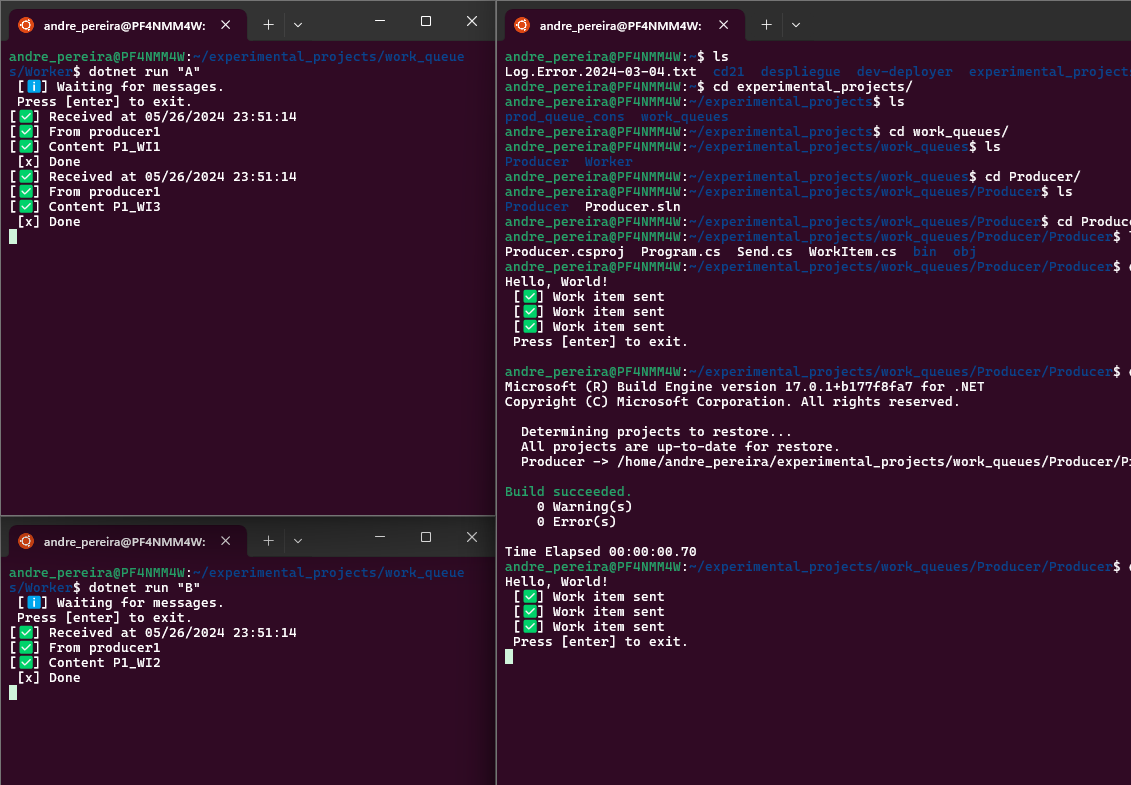 andre_pereira@PF4NMM4W:
andre_pereira@PF4NMM4W:~/experimental_projects/work_queue
s/Worker$ dotnet run "A"
[ℹ️] Waiting for messages.
Press [enter] to exit.
[✅] Received at 05/26/2024 23:51:14
[✅] From producer1
[✅] Content P1_WI1
[x] Done
[✅] Received at 05/26/2024 23:51:14
[✅] From producer1
[✅] Content P1_WI3
[x] Done
andre_pereira@PF4NMM4W:
andre_pereira@PF4NMM4W:~/experimental_projects/work_queue
s/Worker$ dotnet run "B"
[ℹ️] Waiting for messages.
Press [enter] to exit.
[✅] Received at 05/26/2024 23:51:14
[✅] From producer1
[✅] Content P1_WI2
[x] Done
andre_pereira@PF4NMM4W:
andre_pereira@PF4NMM4W:~$ ls
Log.Error.2024-03-04.txt cd21 despliegue dev-deployer experimental_projects
andre_pereira@PF4NMM4W:~$ cd experimental_projects/
andre_pereira@PF4NMM4W:~/experimental_projects$ ls
prod_queue_cons work_queues
andre_pereira@PF4NMM4W:~/experimental_projects$ cd work_queues/
andre_pereira@PF4NMM4W:~/experimental_projects/work_queues$ ls
Producer Worker
andre_pereira@PF4NMM4W:~/experimental_projects/work_queues$ cd Producer/
andre_pereira@PF4NMM4W:~/experimental_projects/work_queues/Producer$ ls
Producer Producer.sln
andre_pereira@PF4NMM4W:~/experimental_projects/work_queues/Producer$ cd Produc
andre_pereira@PF4NMM4W:~/experimental_projects/work_queues/Producer/Producer$
Producer.csproj Program.cs Send.cs WorkItem.cs bin obj
andre_pereira@PF4NMM4W:~/experimental_projects/work_queues/Producer/Producer$
Hello, World!
[✅] Work item sent
[✅] Work item sent
[✅] Work item sent
Press [enter] to exit.
andre_pereira@PF4NMM4W:~/experimental_projects/work_queues/Producer/Producer$
Microsoft (R) Build Engine version 17.0.1+b177f8fa7 for .NET
Copyright (C) Microsoft Corporation. All rights reserved.
Determining projects to restore...
All projects are up-to-date for restore.
Producer -> /home/andre_pereira/experimental_projects/work_queues/Producer/P
Build succeeded.
0 Warning(s)
0 Error(s)
Time Elapsed 00:00:00.70
andre_pereira@PF4NMM4W:~/experimental_projects/work_queues/Producer/Producer$
Hello, World!
[✅] Work item sent
[✅] Work item sent
[✅] Work item sent
Press [enter] to exit.